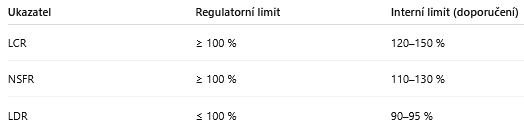 Ukazatel Regulatorní limit Interní limit (doporučení)
LCR ≥ 100 % 120–150 %
NSFR ≥ 100 % 110–130 %
LDR ≤ 100 % 90–95 %